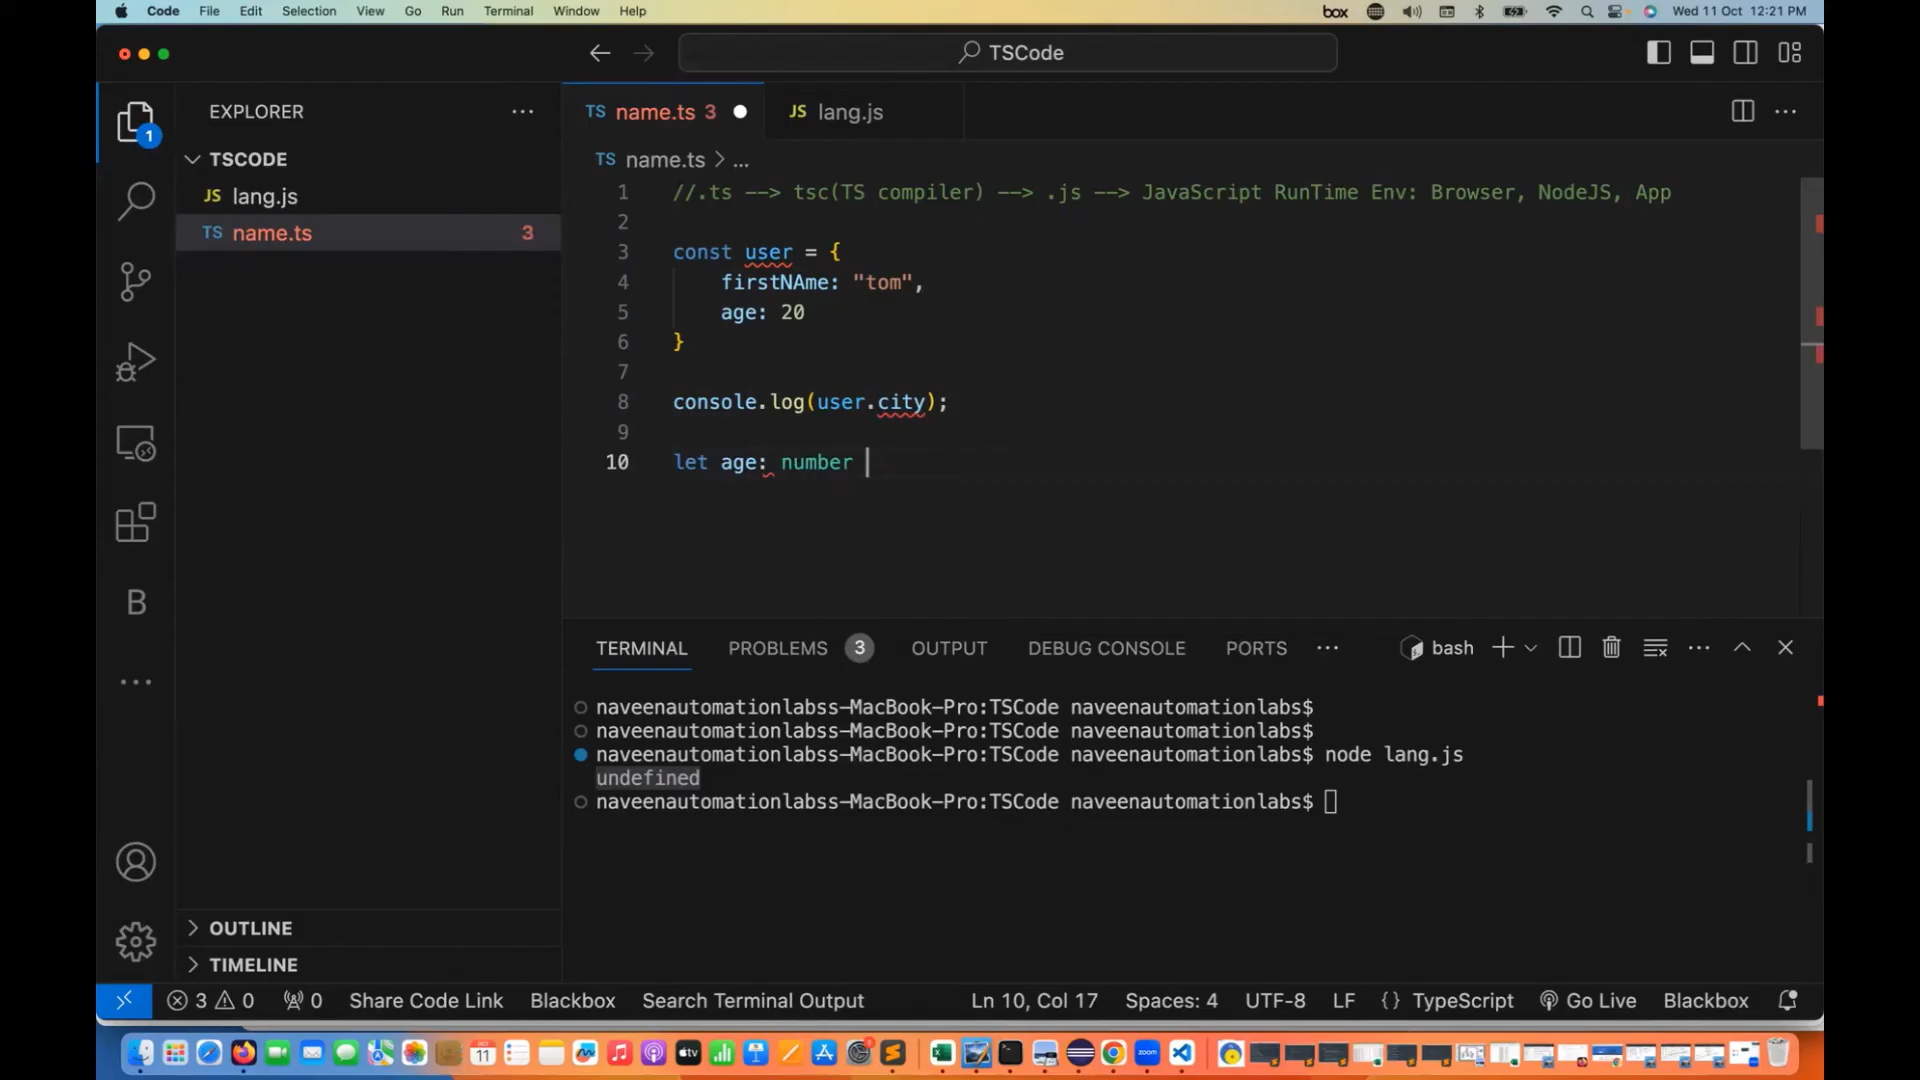 Code File Edit Selection View Go Run Terminal Window Help box Wed 11 Oct 12:21 PM
TSCode
EXPLORER
TSCODE
JS lang.js
TS name.ts 3
1
B
OUTLINE
TIMELINE
TS name.ts 3 JS lang.js
TS name.ts > ...
1 //.ts --> tsc(TS compiler) --> .js --> JavaScript RunTime Env: Browser, NodeJS, App
2
3 const user = {
4 firstNAme: "tom",
5 age: 20
6 }
7
8 console.log(user.city);
9
10 let age: number
TERMINAL PROBLEMS 3 OUTPUT DEBUG CONSOLE PORTS bash
naveenautomationlabss-MacBook-Pro:TSCode naveenautomationlabs$
naveenautomationlabss-MacBook-Pro:TSCode naveenautomationlabs$
naveenautomationlabss-MacBook-Pro:TSCode naveenautomationlabs$ node lang.js
undefined
naveenautomationlabss-MacBook-Pro:TSCode naveenautomationlabs$
3 0 0 Share Code Link Blackbox Search Terminal Output Ln 10, Col 17 Spaces: 4 UTF-8 LF {} TypeScript Go Live Blackbox
11 tv zoom